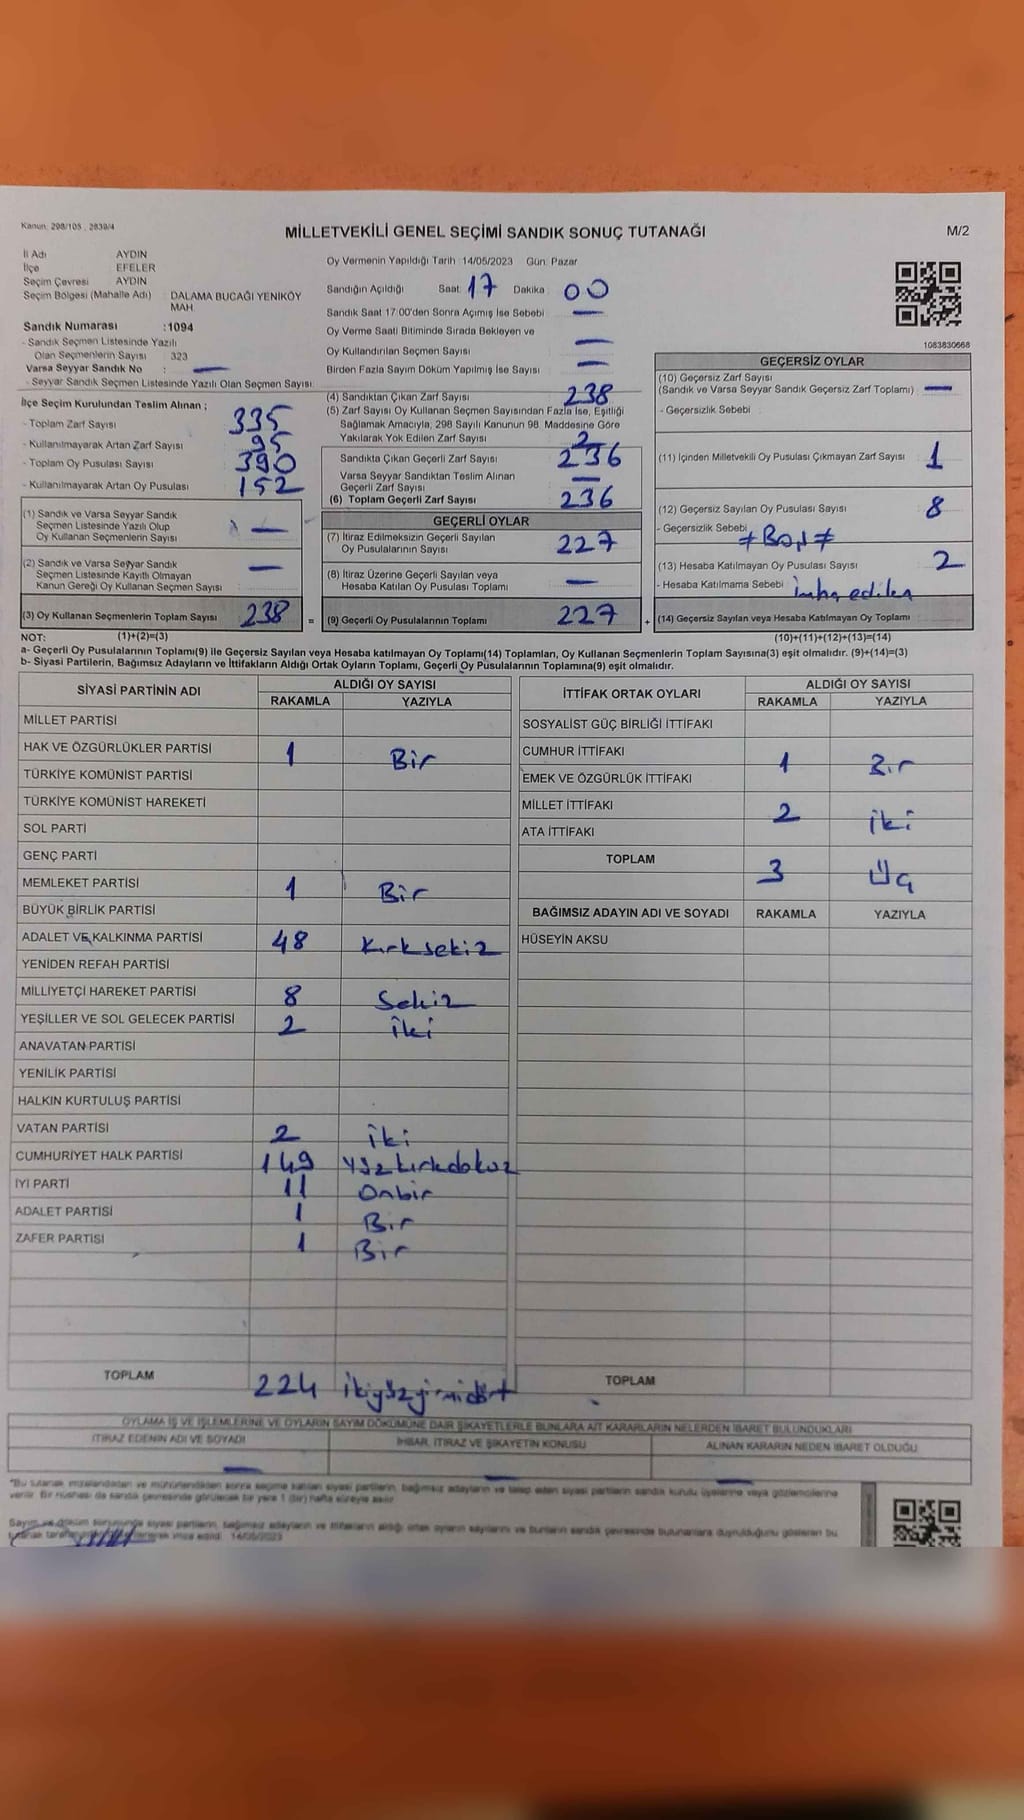 Kanun: 298/105 , 2839/4
MİLLETVEKİLİ GENEL SEÇİMİ SANDIK SONUÇ TUTANAĞI
M/2
İl Adı AYDIN
İlçe EFELER
Seçim Çevresi AYDIN
Seçim Bölgesi (Mahalle Adı) : DALAMA BUCAĞI YENİKÖY MAH
Sandık Numarası :1094
- Sandık Seçmen Listesinde Yazılı
Olan Seçmenlerin Sayısı : 323
Varsa Seyyar Sandık No : —
- Seyyar Sandık Seçmen Listesinde Yazılı Olan Seçmen Sayısı:
Oy Vermenin Yapıldığı Tarih :14/05/2023 Gün: Pazar
Sandığın Açıldığı Saat: 17 Dakika : 00
Sandık Saat 17:00'den Sonra Açımış İse Sebebi : —
Oy Verme Saati Bitiminde Sırada Bekleyen ve
Oy Kullandırılan Seçmen Sayısı —
Birden Fazla Sayım Döküm Yapılmış İse Sayısı : —
1083830668
İlçe Seçim Kurulundan Teslim Alınan ;
- Toplam Zarf Sayısı 335
- Kullanılmayarak Artan Zarf Sayısı 95
- Toplam Oy Pusulası Sayısı 390
- Kullanılmayarak Artan Oy Pusulası 152
(1) Sandık ve Varsa Seyyar Sandık
Seçmen Listesinde Yazılı Olup
Oy Kullanan Seçmenlerin Sayısı —
(2) Sandık ve Varsa Seyyar Sandık
Seçmen Listesinde Kayıtlı Olmayan
Kanun Gereği Oy Kullanan Seçmen Sayısı : —
(3) Oy Kullanan Seçmenlerin Toplam Sayısı 238 =
(4) Sandıktan Çıkan Zarf Sayısı 238
(5) Zarf Sayısı Oy Kullanan Seçmen Sayısından Fazla İse, Eşitliği
Sağlamak Amacıyla, 298 Sayılı Kanunun 98. Maddesine Göre
Yakılarak Yok Edilen Zarf Sayısı 2
Sandıkta Çıkan Geçerli Zarf Sayısı 236
Varsa Seyyar Sandıktan Teslim Alınan
Geçerli Zarf Sayısı —
(6) Toplam Geçerli Zarf Sayısı 236
GEÇERLİ OYLAR
(7) İtiraz Edilmeksizin Geçerli Sayılan
Oy Pusulalarının Sayısı 227
(8) İtiraz Üzerine Geçerli Sayılan veya
Hesaba Katılan Oy Pusulası Toplamı —
(9) Geçerli Oy Pusulalarının Toplamı 227 +
GEÇERSİZ OYLAR
(10) Geçersiz Zarf Sayısı
(Sandık ve Varsa Seyyar Sandık Geçersiz Zarf Toplamı) —
- Geçersizlik Sebebi
(11) İçinden Milletvekili Oy Pusulası Çıkmayan Zarf Sayısı 1
(12) Geçersiz Sayılan Oy Pusulası Sayısı 8
- Geçersizlik Sebebi
(13) Hesaba Katılmayan Oy Pusulası Sayısı 2
- Hesaba Katılmama Sebebi imha edilen
(14) Geçersiz Sayılan veya Hesaba Katılmayan Oy Toplamı
NOT: (1)+(2)=(3) (10)+(11)+(12)+(13)=(14)
a- Geçerli Oy Pusulalarının Toplamı(9) ile Geçersiz Sayılan veya Hesaba katılmayan Oy Toplamı(14) Toplamları, Oy Kullanan Seçmenlerin Toplam Sayısına(3) eşit olmalıdır. (9)+(14)=(3)
b- Siyasi Partilerin, Bağımsız Adayların ve İttifakların Aldığı Ortak Oyların Toplamı, Geçerli Oy Pusulalarının Toplamına(9) eşit olmalıdır.
SİYASİ PARTİNİN ADI ALDIĞI OY SAYISI
RAKAMLA YAZIYLA
MİLLET PARTİSİ
HAK VE ÖZGÜRLÜKLER PARTİSİ 1 Bir
TÜRKİYE KOMÜNİST PARTİSİ
TÜRKİYE KOMÜNİST HAREKETİ
SOL PARTİ
GENÇ PARTİ
MEMLEKET PARTİSİ 1 Bir
BÜYÜK BİRLİK PARTİSİ
ADALET VE KALKINMA PARTİSİ 48 Kırksekiz
YENİDEN REFAH PARTİSİ
MİLLİYETÇİ HAREKET PARTİSİ 8 Sekiz
YEŞİLLER VE SOL GELECEK PARTİSİ 2 iki
ANAVATAN PARTİSİ
YENİLİK PARTİSİ
HALKIN KURTULUŞ PARTİSİ
VATAN PARTİSİ 2 iki
CUMHURİYET HALK PARTİSİ 149 yüzkırkdokuz
İYİ PARTİ 11 Onbir
ADALET PARTİSİ 1 Bir
ZAFER PARTİSİ 1 Bir
TOPLAM 224 ikiyüzyirmidört
İTTİFAK ORTAK OYLARI ALDIĞI OY SAYISI
RAKAMLA YAZIYLA
SOSYALİST GÜÇ BİRLİĞİ İTTİFAKI
CUMHUR İTTİFAKI 1 Bir
EMEK VE ÖZGÜRLÜK İTTİFAKI
MİLLET İTTİFAKI 2 iki
ATA İTTİFAKI
TOPLAM 3 Üç
BAĞIMSIZ ADAYIN ADI VE SOYADI RAKAMLA YAZIYLA
HÜSEYİN AKSU
TOPLAM
OYLAMA İŞ VE İŞLEMLERİNE VE OYLARIN SAYIM DÖKÜMÜNE DAİR ŞİKAYETLERLE BUNLARA AİT KARARLARIN NELERDEN İBARET BULUNDUKLARI
İTİRAZ EDENİN ADI VE SOYADI İHBAR, İTİRAZ VE ŞİKAYETİN KONUSU ALINAN KARARIN NEDEN İBARET OLDUĞU
— — —